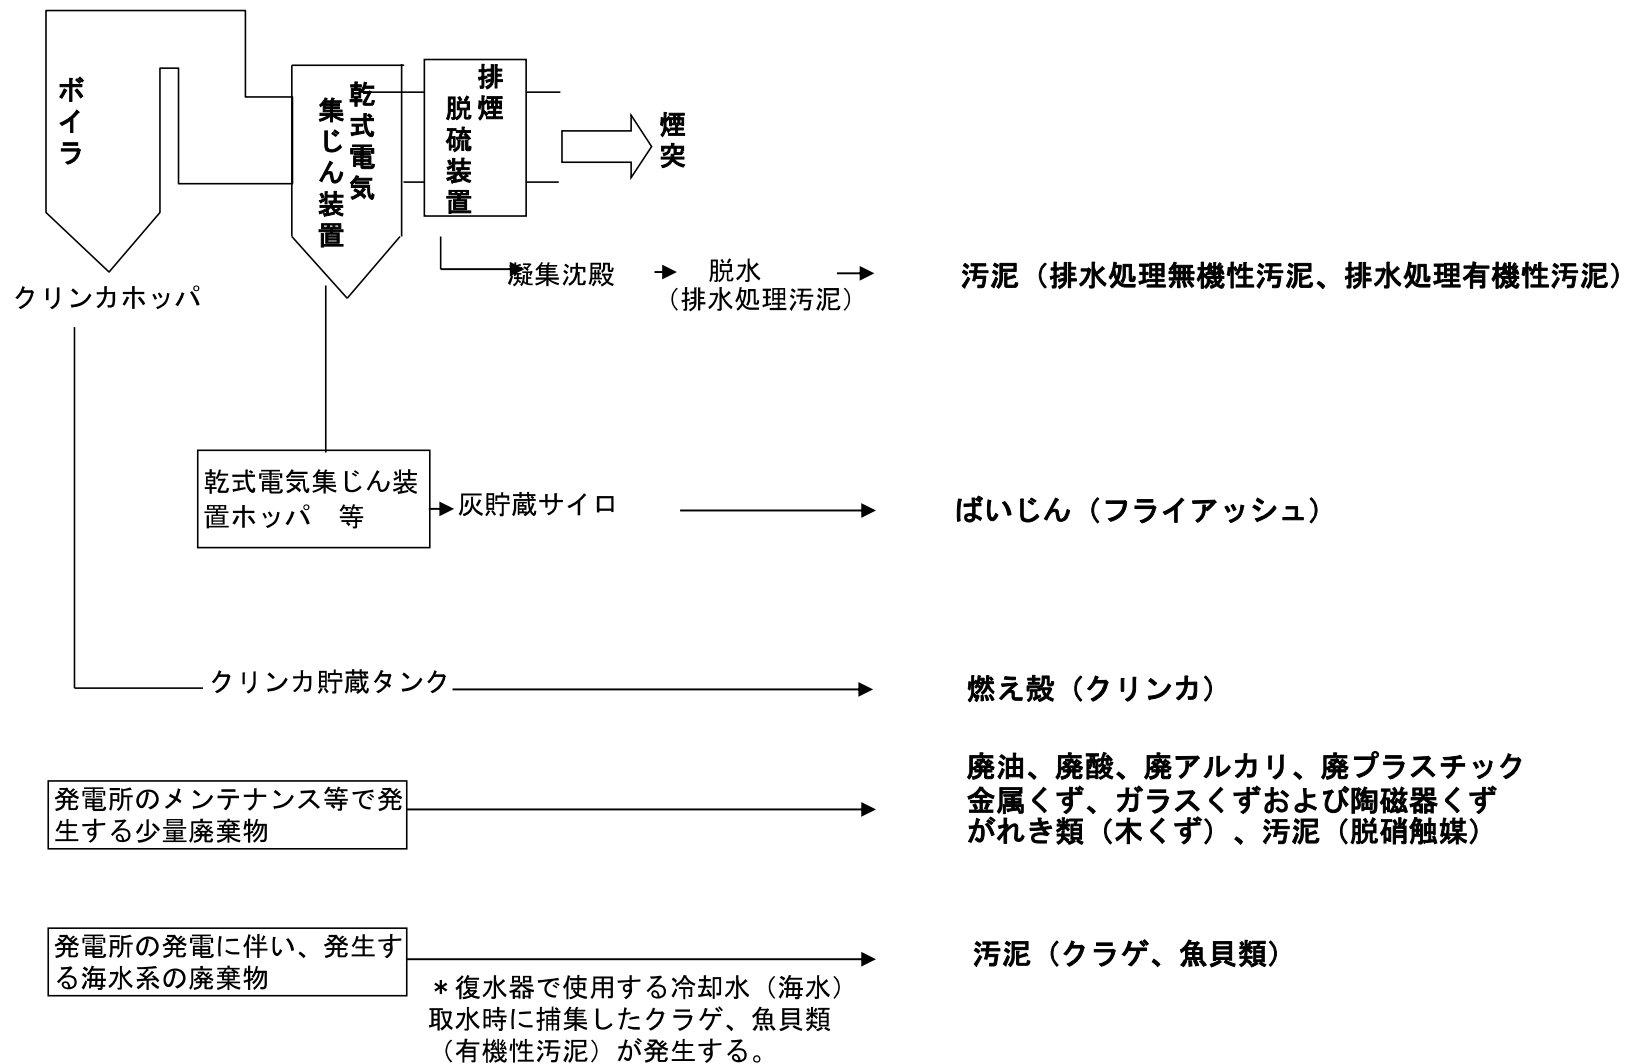 ボイラ
乾式電気
集じん装置
排煙
脱硫装置
煙突
クリンカホッパ
凝集沈殿
脱水
（排水処理汚泥）
汚泥（排水処理無機性汚泥、排水処理有機性汚泥）
乾式電気集じん装
置ホッパ　等
灰貯蔵サイロ
ばいじん（フライアッシュ）
クリンカ貯蔵タンク
燃え殻（クリンカ）
発電所のメンテナンス等で発
生する少量廃棄物
廃油、廃酸、廃アルカリ、廃プラスチック
金属くず、ガラスくずおよび陶磁器くず
がれき類（木くず）、汚泥（脱硝触媒）
発電所の発電に伴い、発生す
る海水系の廃棄物
汚泥（クラゲ、魚貝類）
＊復水器で使用する冷却水（海水）
取水時に捕集したクラゲ、魚貝類
（有機性汚泥）が発生する。